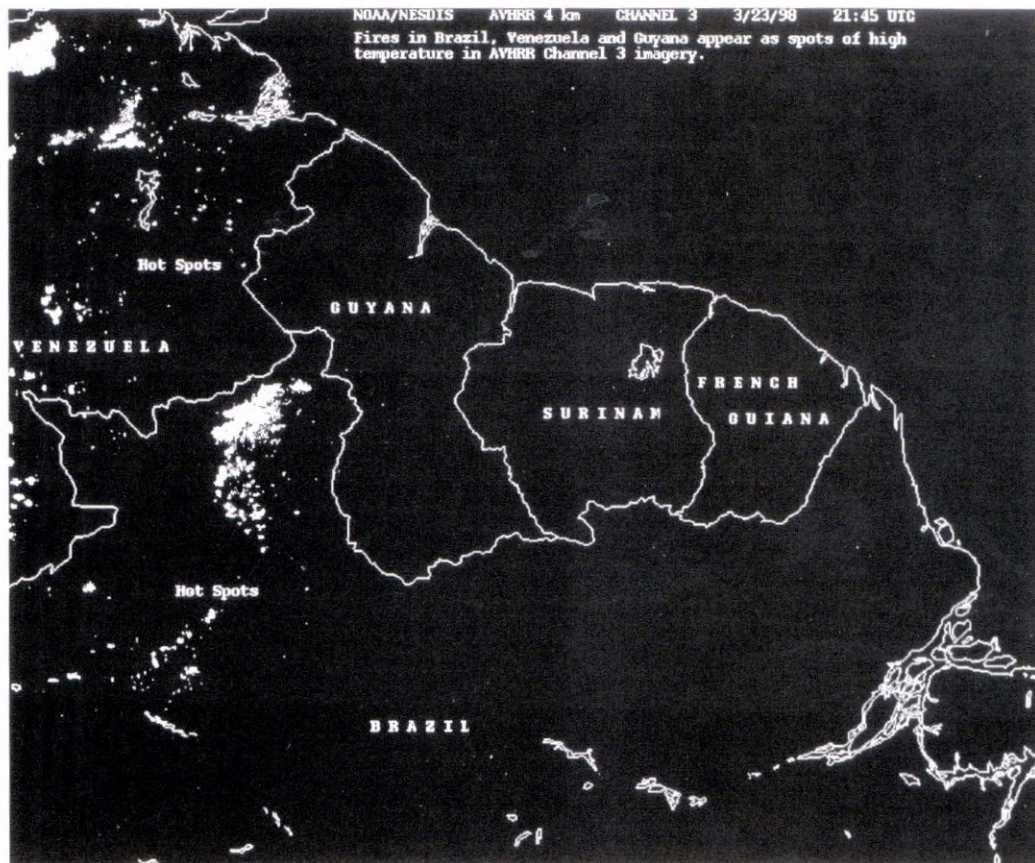 NOAA/NESDIS AVHRR 4 km CHANNEL 3 3/23/98 21:45 UTC
Fires in Brazil, Venezuela and Guyana appear as spots of high
temperature in AVHRR Channel 3 imagery.
Hot Spots
GUYANA
VENEZUELA
FRENCH
SURINAM
GUIANA
Hot Spots
BRAZIL